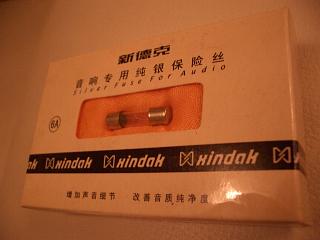 新德克
音响专用纯银保险丝
Silver Fuse For Audio
6A
Xindak Xindak Xindak Xindak
增加声音细节 改善音质纯净度